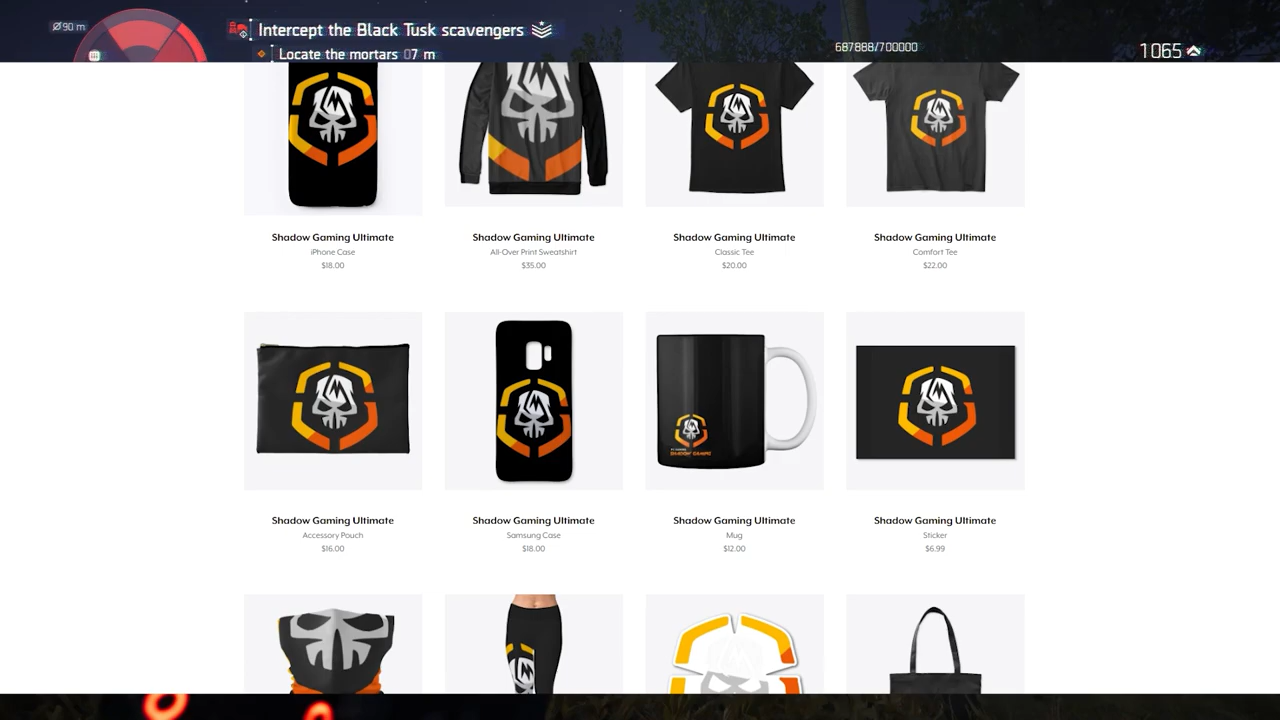 90 m
Intercept the Black Tusk scavengers
Locate the mortars 07 m
687888/700000
1065
Shadow Gaming Ultimate
iPhone Case
$18.00
Shadow Gaming Ultimate
All-Over Print Sweatshirt
$35.00
Shadow Gaming Ultimate
Classic Tee
$20.00
Shadow Gaming Ultimate
Comfort Tee
$22.00
SHADOW GAMING
Shadow Gaming Ultimate
Accessory Pouch
$16.00
Shadow Gaming Ultimate
Samsung Case
$18.00
Shadow Gaming Ultimate
Mug
$12.00
Shadow Gaming Ultimate
Sticker
$6.99